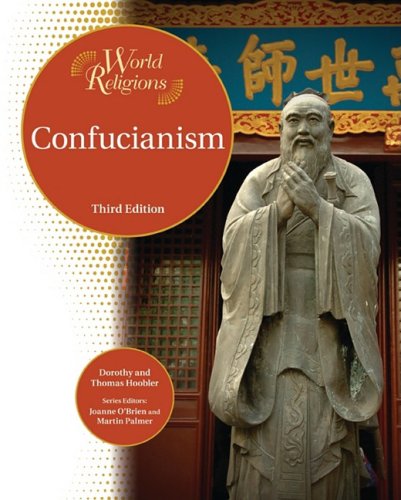 World
Religions
Confucianism
Third Edition
世師
Dorothy and
Thomas Hoobler
Series Editors:
Joanne O'Brien and
Martin Palmer